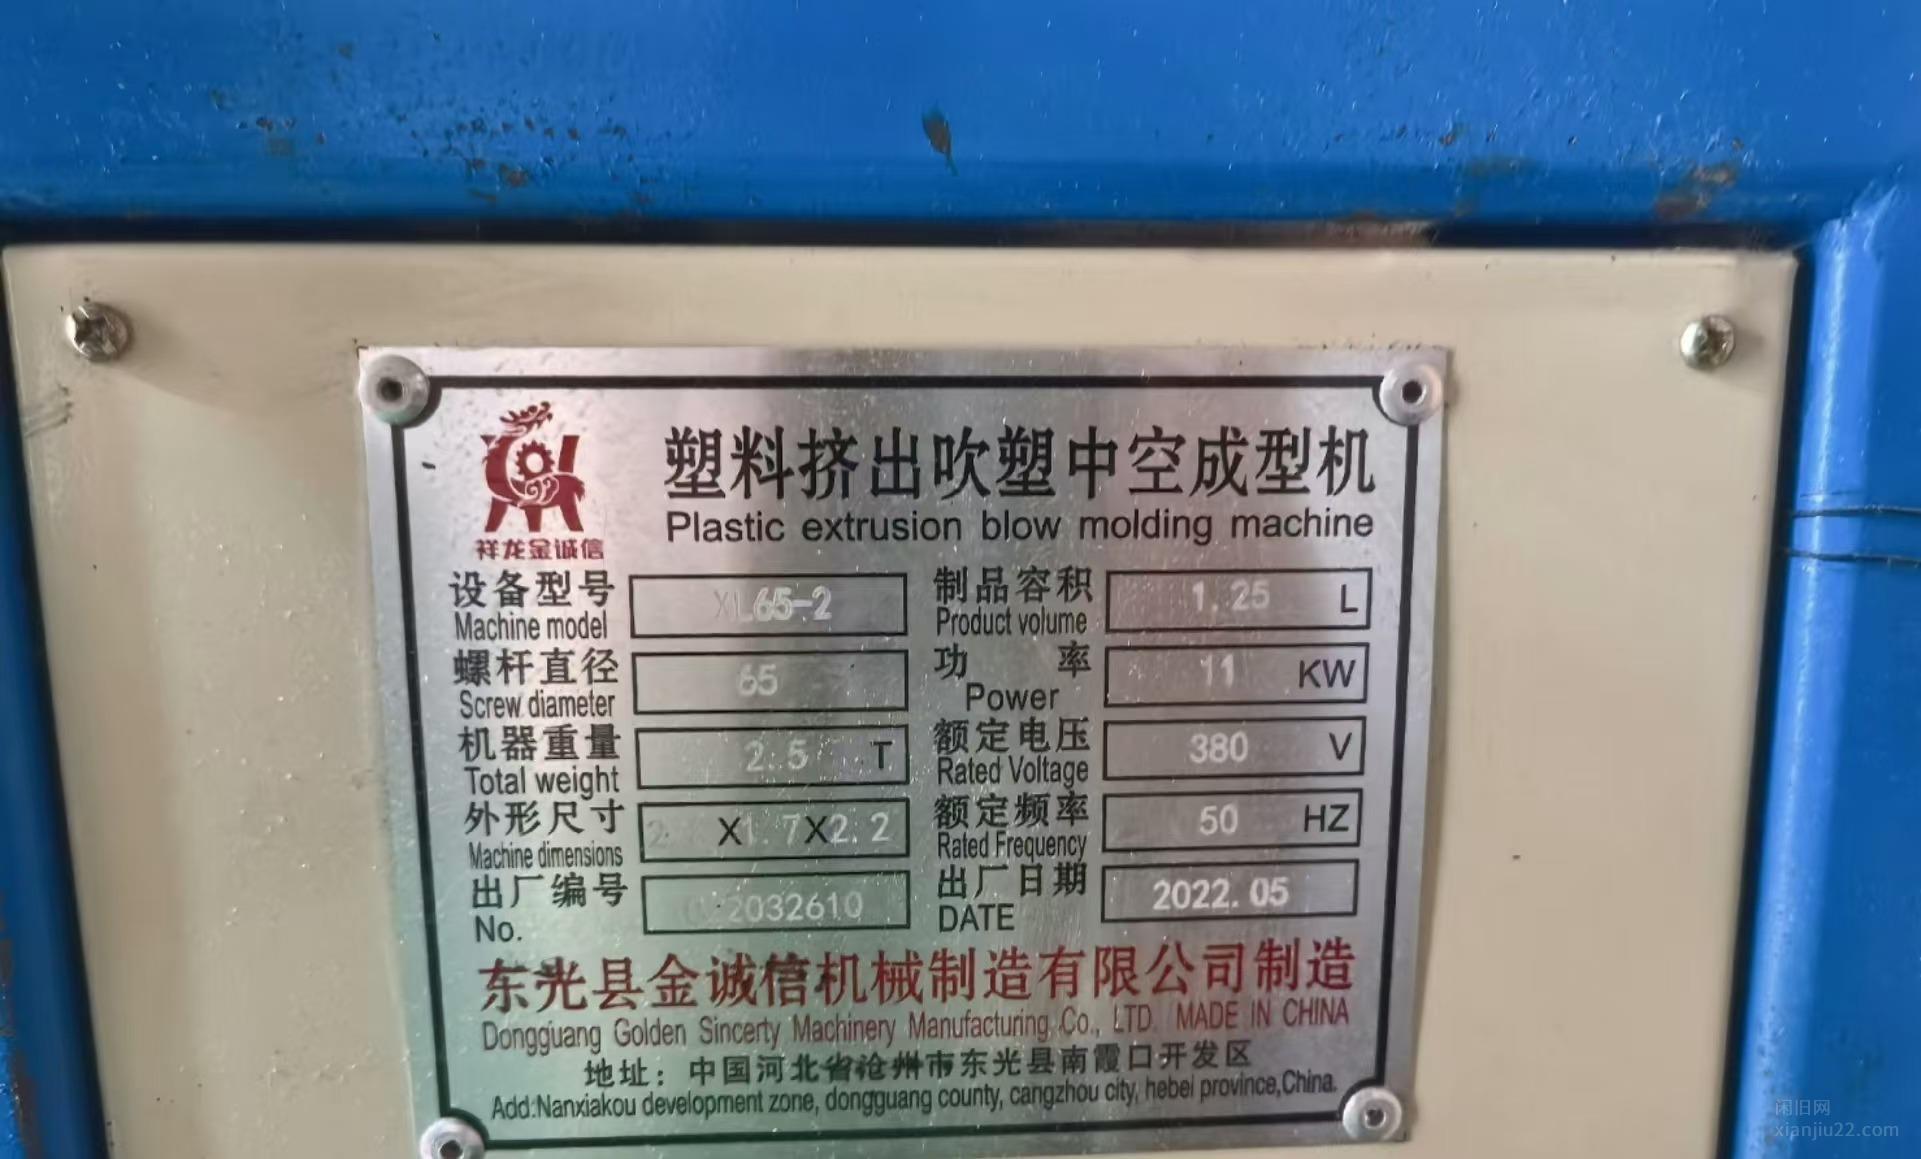 祥龙金诚信
塑料挤出吹塑中空成型机
Plastic extrusion blow molding machine
设备型号 XL65-2 制品容积 1.25 L
Machine model Product volume
螺杆直径 65 功率 11 KW
Screw diameter Power
机器重量 2.5 T 额定电压 380 V
Total weight Rated Voltage
外形尺寸 X1.7X2.2 额定频率 50 HZ
Machine dimensions Rated Frequency
出厂编号 出厂日期 2022.05
No. DATE
东光县金诚信机械制造有限公司制造
Dongguang Golden Sincerty Machinery Manufacturing Co., LTD. MADE IN CHINA
地址：中国河北省沧州市东光县南霞口开发区
Add:Nanxiakou development zone, dongguang county, cangzhou city, hebei province,China.
闲旧网
xianjiu22.com